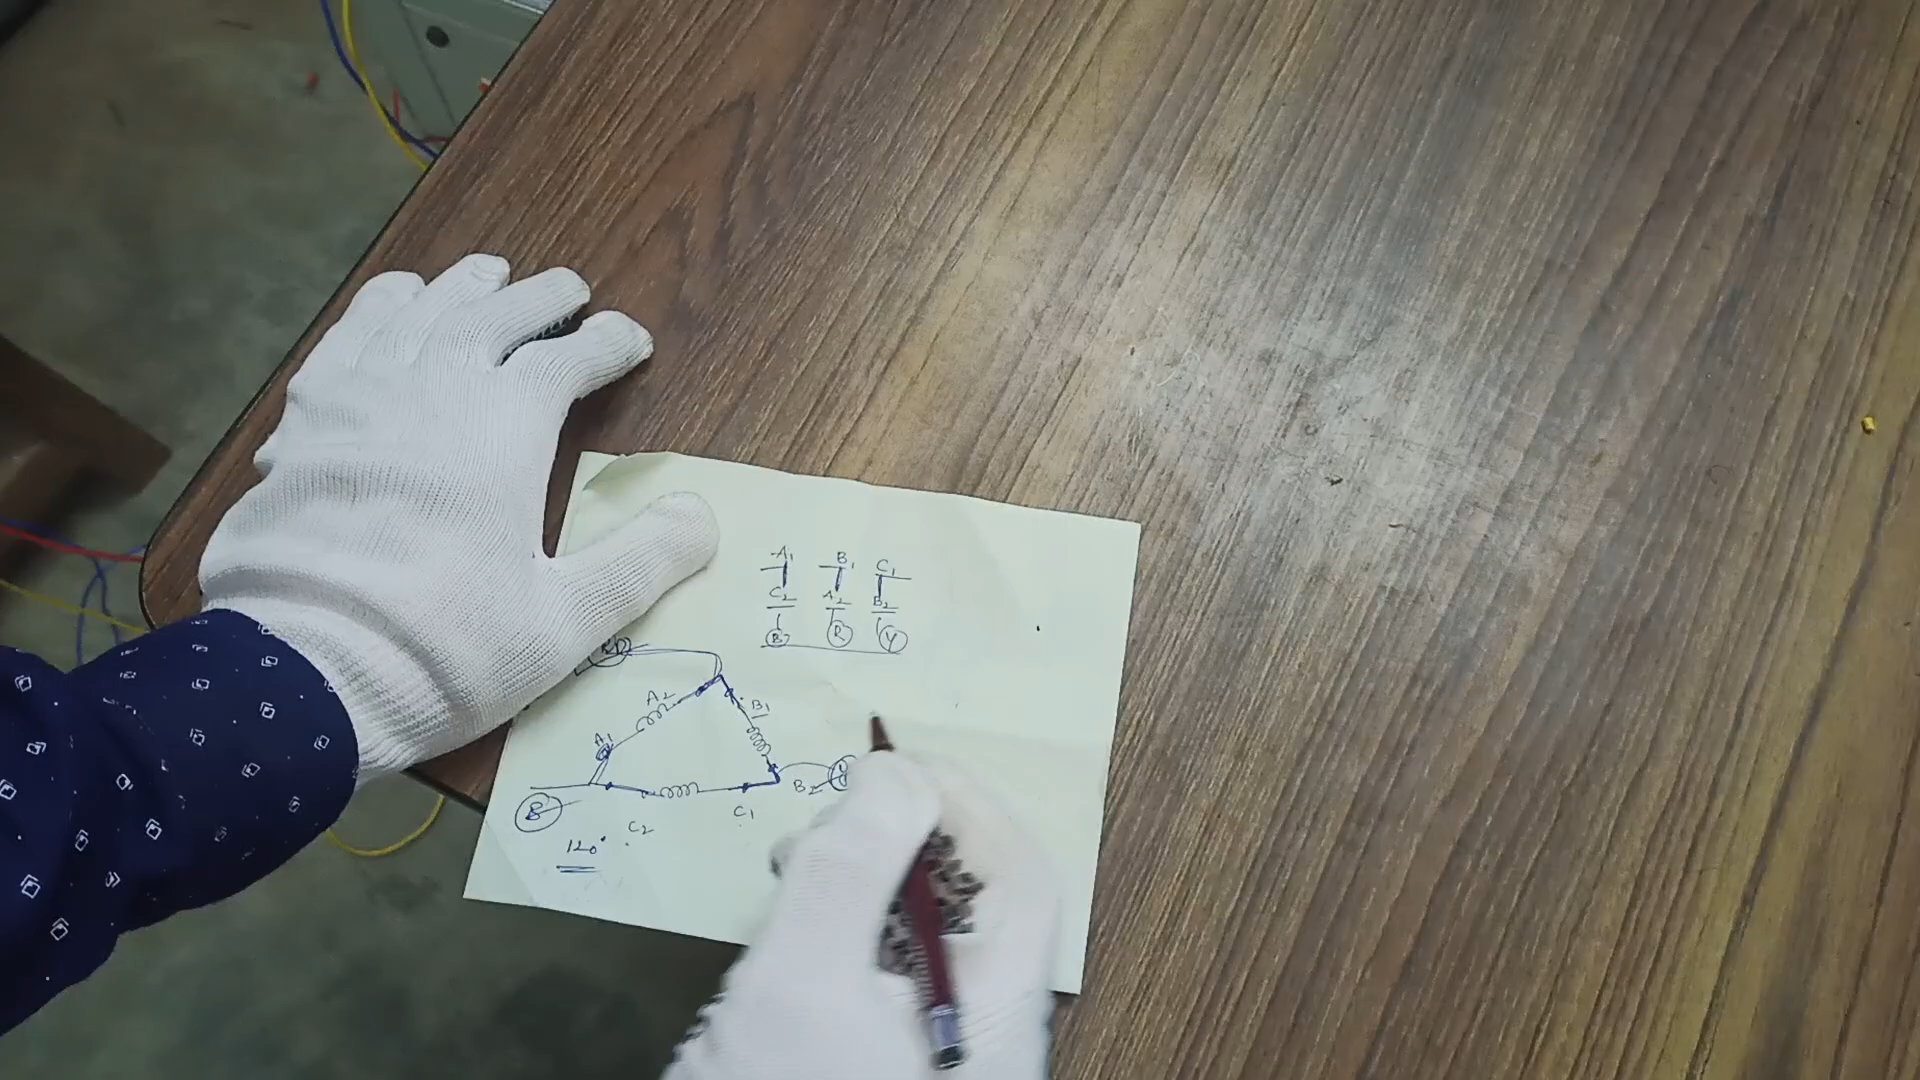 A1 B1 C1
C2 A2 B2
B R Y
R
A2 B1
A1
B2 Y
B
C2 C1
120°